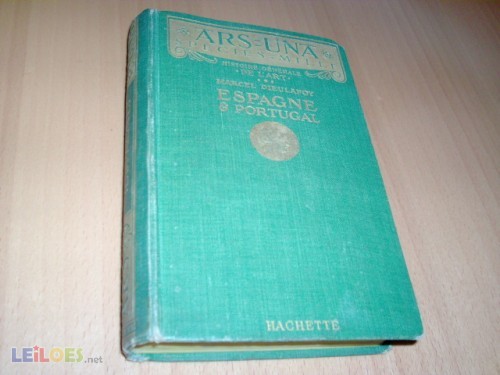 ARS=UNA
SPECIES=MILLE
HISTOIRE GÉNÉRALE
DE L'ART
MARCEL DIEULAFOY
ESPAGNE
& PORTUGAL
HACHETTE
LEiLOES.net